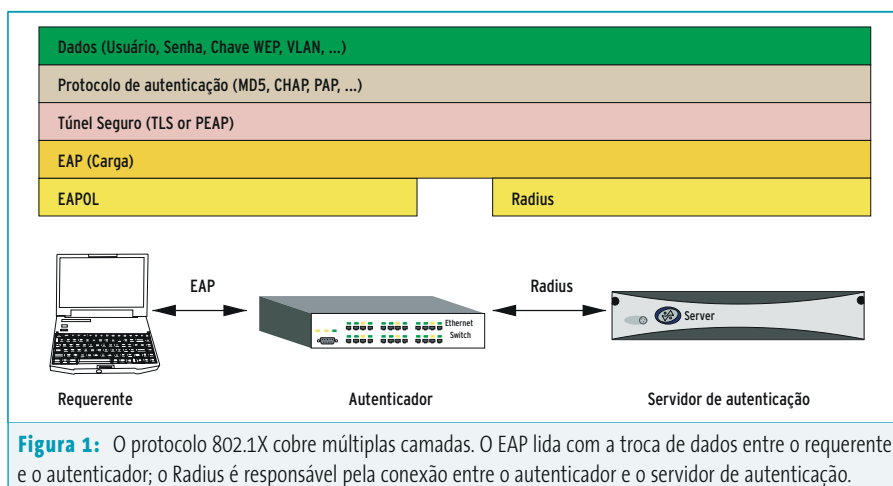 Dados (Usuário, Senha, Chave WEP, VLAN, ...)
Protocolo de autenticação (MD5, CHAP, PAP, ...)
Túnel Seguro (TLS or PEAP)
EAP (Carga)
EAPOL
Radius
EAP
Radius
Ethernet
Switch
Server
Requerente
Autenticador
Servidor de autenticação
Figura 1: O protocolo 802.1X cobre múltiplas camadas. O EAP lida com a troca de dados entre o requerente
e o autenticador; o Radius é responsável pela conexão entre o autenticador e o servidor de autenticação.